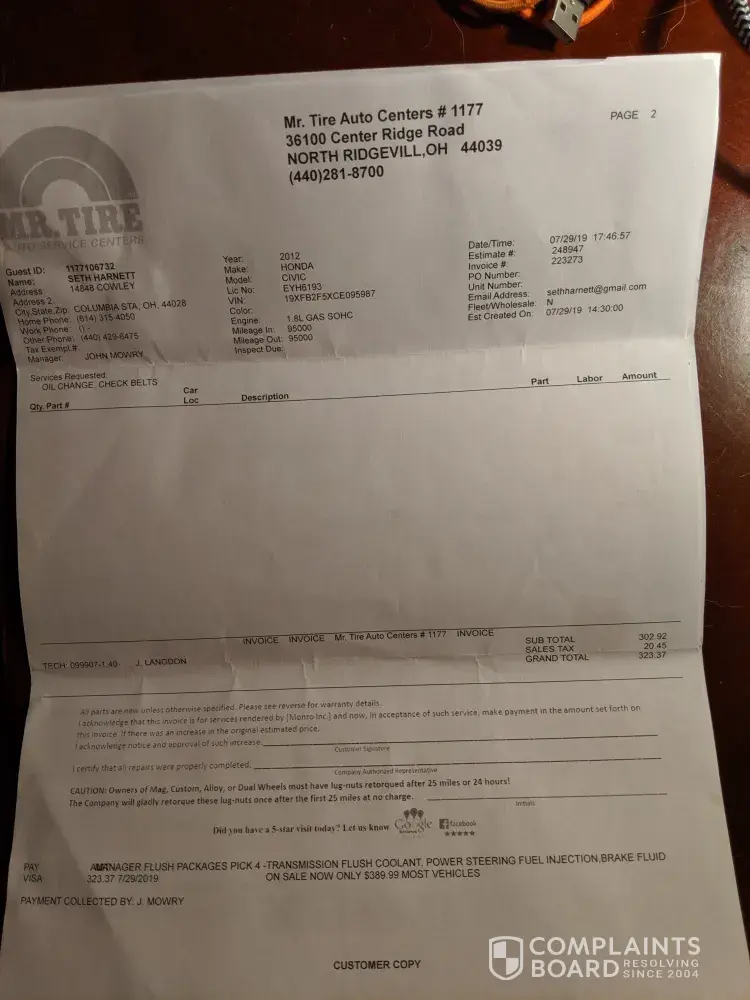 Mr. Tire Auto Centers # 1177
36100 Center Ridge Road
NORTH RIDGEVILL,OH 44039
(440)281-8700
PAGE 2
MR.TIRE
AUTO SERVICE CENTERS
Guest ID: 1177106732
Name: SETH HARNETT
Address 14848 COWLEY
Address 2:
City,State,Zip: COLUMBIA STA, OH, 44028
Home Phone: (614) 315-4050
Work Phone: () -
Other Phone: (440) 429-6475
Tax Exempt #:
Manager: JOHN MOWRY
Year: 2012
Make: HONDA
Model: CIVIC
Lic No: EYH6193
VIN: 19XFB2F5XCE095987
Color:
Engine: 1.8L GAS SOHC
Mileage In: 95000
Mileage Out: 95000
Inspect Due:
Date/Time: 07/29/19 17:46.57
Estimate #: 248947
Invoice #: 223273
PO Number:
Unit Number:
Email Address: sethharnett@gmail.com
Fleet/Wholesale: N
Est Created On: 07/29/19 14:30:00
Services Requested:
OIL CHANGE, CHECK BELTS
Qty. Part # Car Loc Description Part Labor Amount
INVOICE INVOICE Mr. Tire Auto Centers # 1177 INVOICE
SUB TOTAL 302.92
SALES TAX 20.45
GRAND TOTAL 323.37
TECH: 099907-1.40- J. LANGDON
All parts are new unless otherwise specified. Please see reverse for warranty details.
I acknowledge that this invoice is for services rendered by [Monro Inc.] and now, in acceptance of such service, make payment in the amount set forth on
this invoice. If there was an increase in the original estimated price.
I acknowledge notice and approval of such increase.
Customer Signature
I certify that all repairs were properly completed.
Company Authorized Representative
CAUTION: Owners of Mag, Custom, Alloy, or Dual Wheels must have lug-nuts retorqued after 25 miles or 24 hours!
The Company will gladly retorque these lug-nuts once after the first 25 miles at no charge.
Initials
Did you have a 5-star visit today? Let us know Google facebook
PAY FLUSH PACKAGES PICK 4 -TRANSMISSION FLUSH COOLANT, POWER STEERING FUEL INJECTION,BRAKE FLUID
VISA 323.37 7/29/2019 ON SALE NOW ONLY $389.99 MOST VEHICLES
PAYMENT COLLECTED BY: J. MOWRY
CUSTOMER COPY
COMPLAINTS
BOARD RESOLVING SINCE 2004